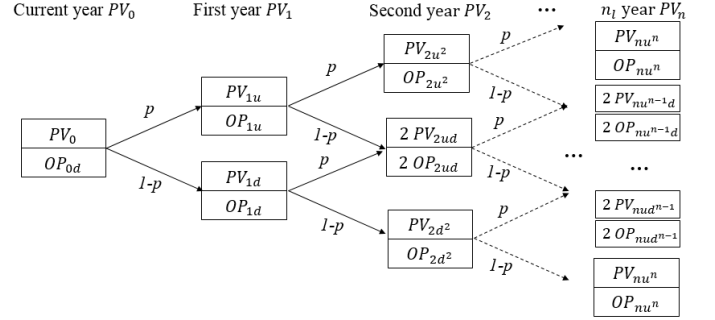 Current year PV₀
First year PV₁
Second year PV₂
...
nₗ year PVₙ
PV₀
OP₀d
p
1-p
PV₁u
OP₁u
PV₁d
OP₁d
p
1-p
p
1-p
PV₂u²
OP₂u²
2 PV₂ud
2 OP₂ud
PV₂d²
OP₂d²
p
1-p
p
1-p
p
1-p
...
PVₙuⁿ
OPₙuⁿ
2 PVₙuⁿ⁻¹d
2 OPₙuⁿ⁻¹d
...
2 PVₙudⁿ⁻¹
2 OPₙudⁿ⁻¹
PVₙuⁿ
OPₙuⁿ